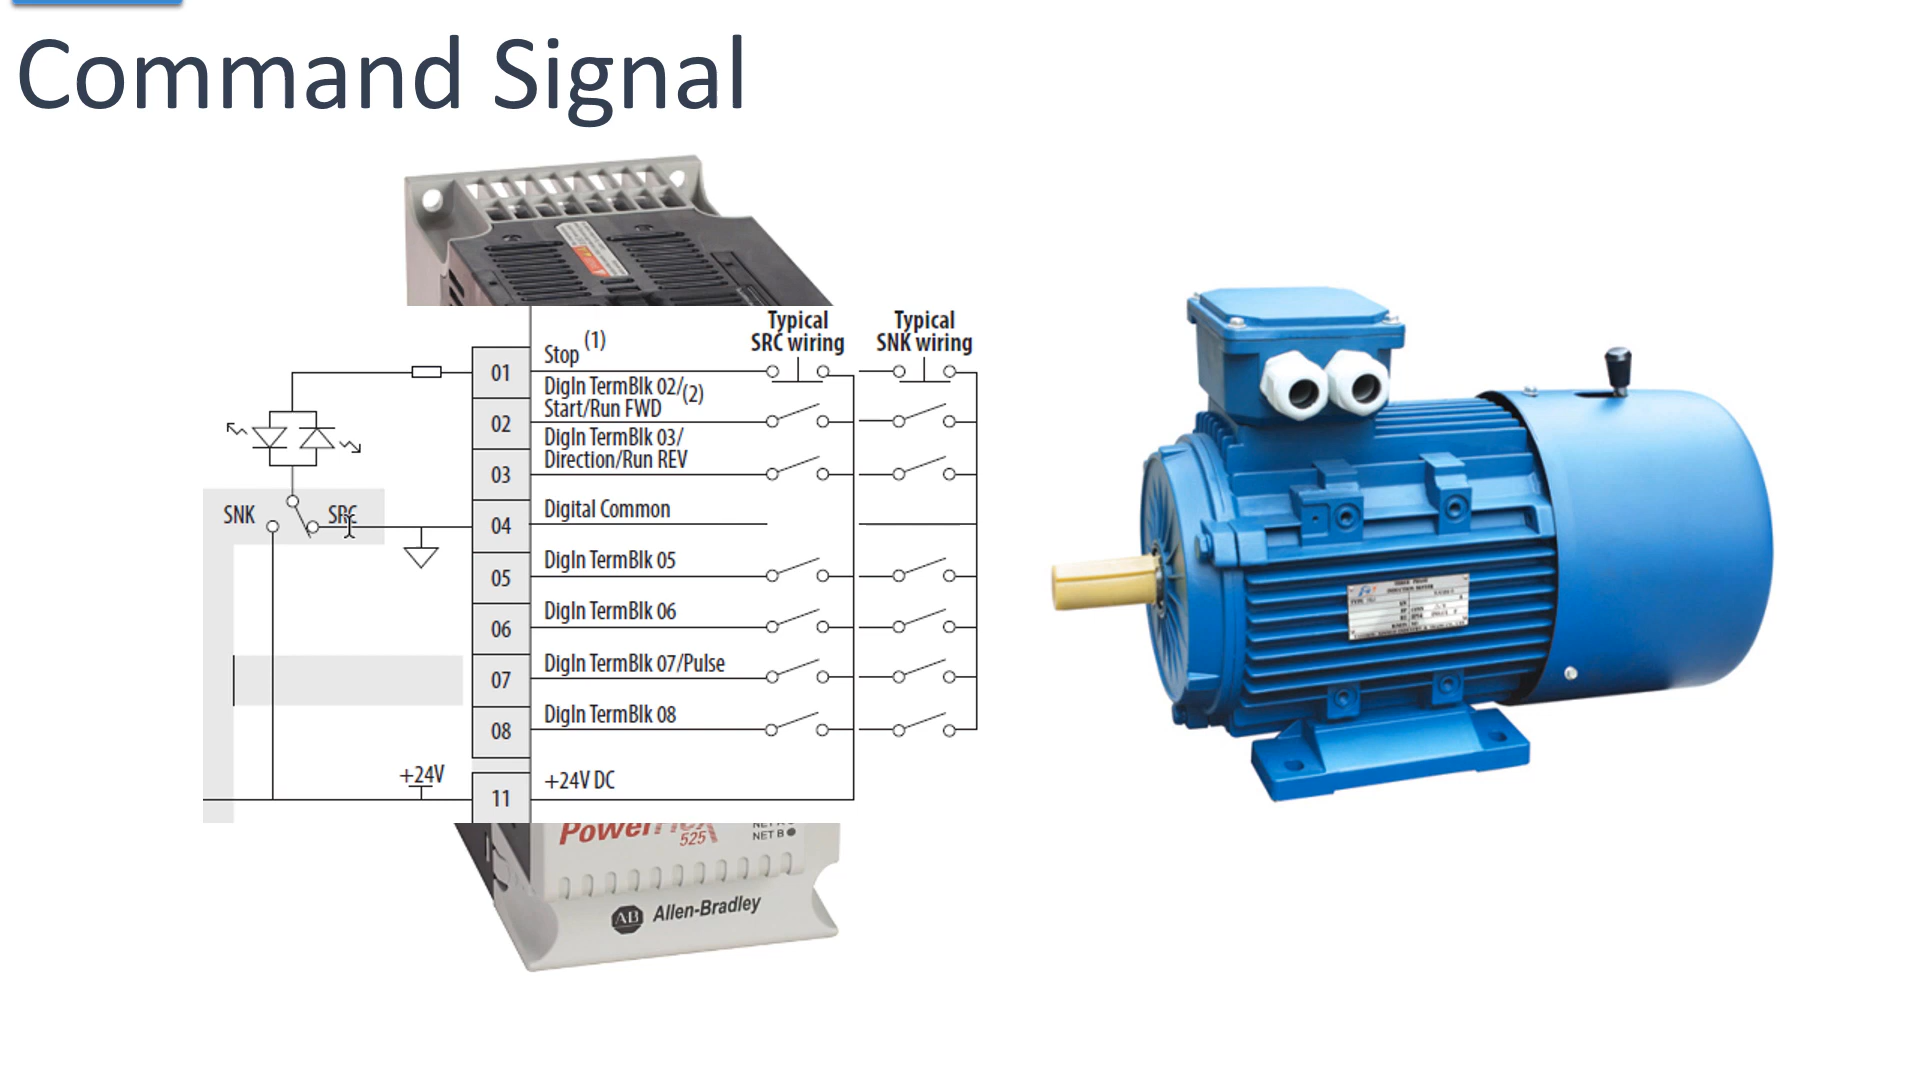 Command Signal
Typical
SRC wiring
Typical
SNK wiring
01
Stop (1)
02
DigIn TermBlk 02/(2)
Start/Run FWD
03
DigIn TermBlk 03/
Direction/Run REV
SNK
SRC
04
Digital Common
05
DigIn TermBlk 05
06
DigIn TermBlk 06
07
DigIn TermBlk 07/Pulse
08
DigIn TermBlk 08
+24V
11
+24V DC
PowerFlex
525
NET B
AB Allen-Bradley